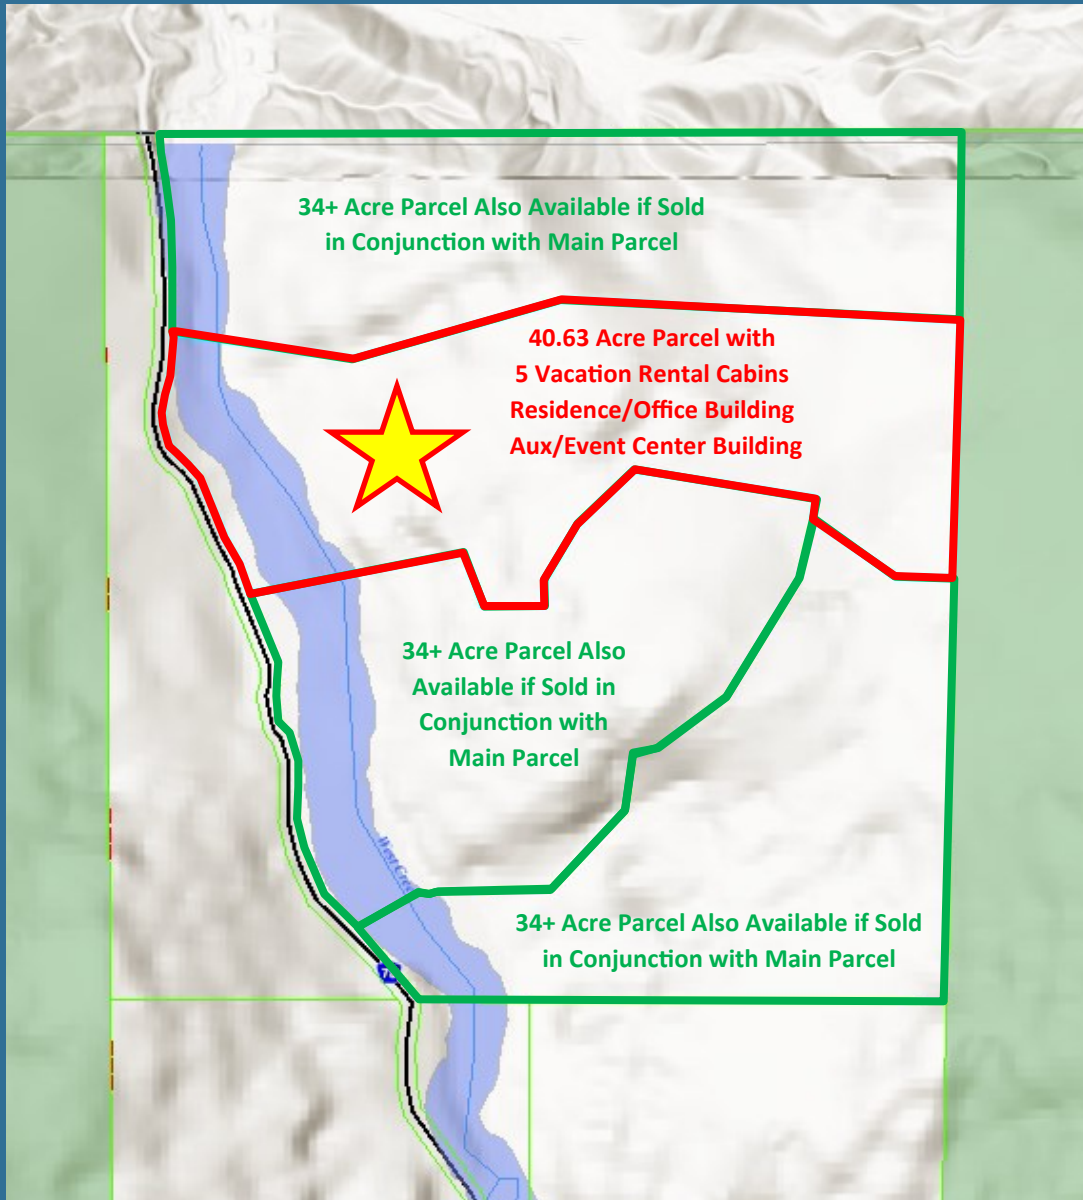 34+ Acre Parcel Also Available if Sold
in Conjunction with Main Parcel
40.63 Acre Parcel with
5 Vacation Rental Cabins
Residence/Office Building
Aux/Event Center Building
34+ Acre Parcel Also
Available if Sold in
Conjunction with
Main Parcel
West
34+ Acre Parcel Also Available if Sold
in Conjunction with Main Parcel